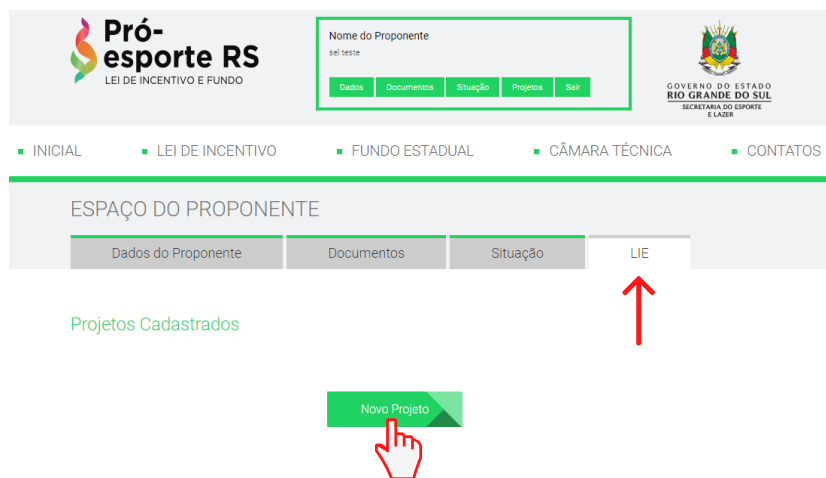 Pró-
esporte RS
LEI DE INCENTIVO E FUNDO
Nome do Proponente
sel teste
Dados Documentos Situação Projetos Sair
GOVERNO DO ESTADO
RIO GRANDE DO SUL
SECRETARIA DO ESPORTE
E LAZER
INICIAL LEI DE INCENTIVO FUNDO ESTADUAL CÂMARA TÉCNICA CONTATOS
ESPAÇO DO PROPONENTE
Dados do Proponente Documentos Situação LIE
Projetos Cadastrados
Novo Projeto